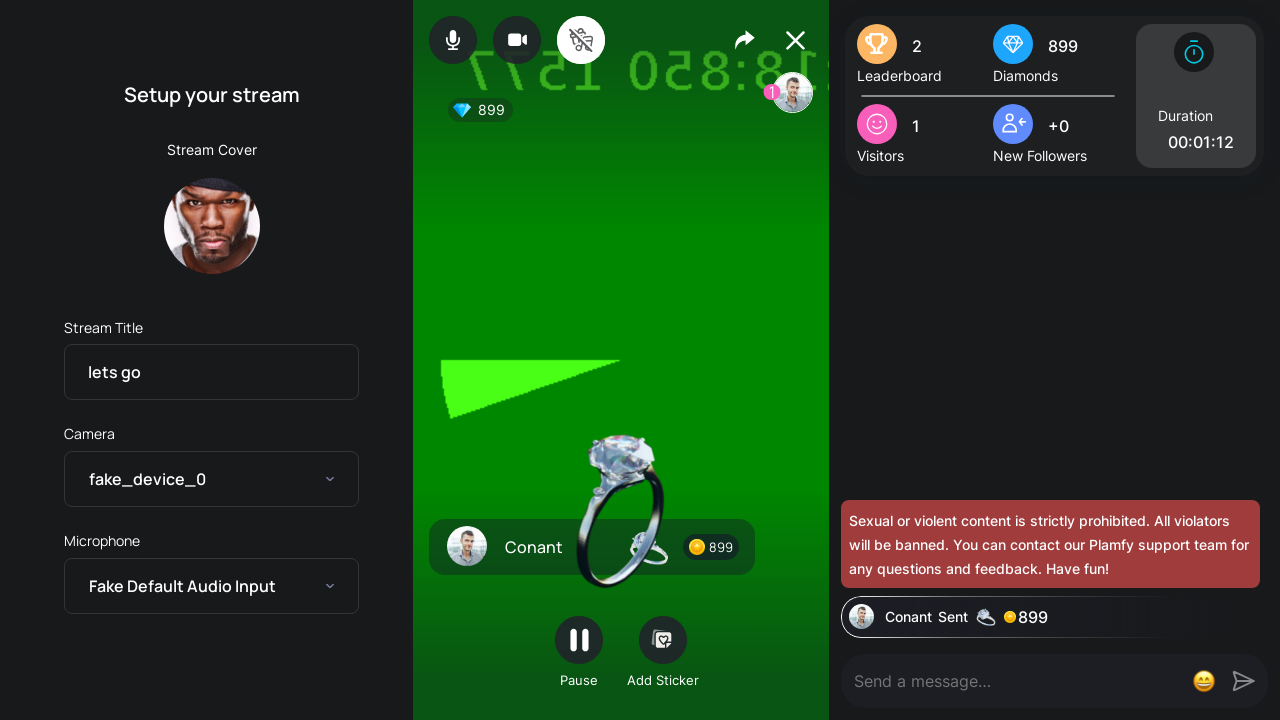 Setup your stream
Stream Cover
Stream Title
lets go
Camera
fake_device_0
Microphone
Fake Default Audio Input
899
1
Conant
899
Pause
Add Sticker
2
Leaderboard
899
Diamonds
1
Visitors
+0
New Followers
Duration
00:01:12
Sexual or violent content is strictly prohibited. All violators
will be banned. You can contact our Plamfy support team for
any questions and feedback. Have fun!
Conant Sent 899
Send a message...